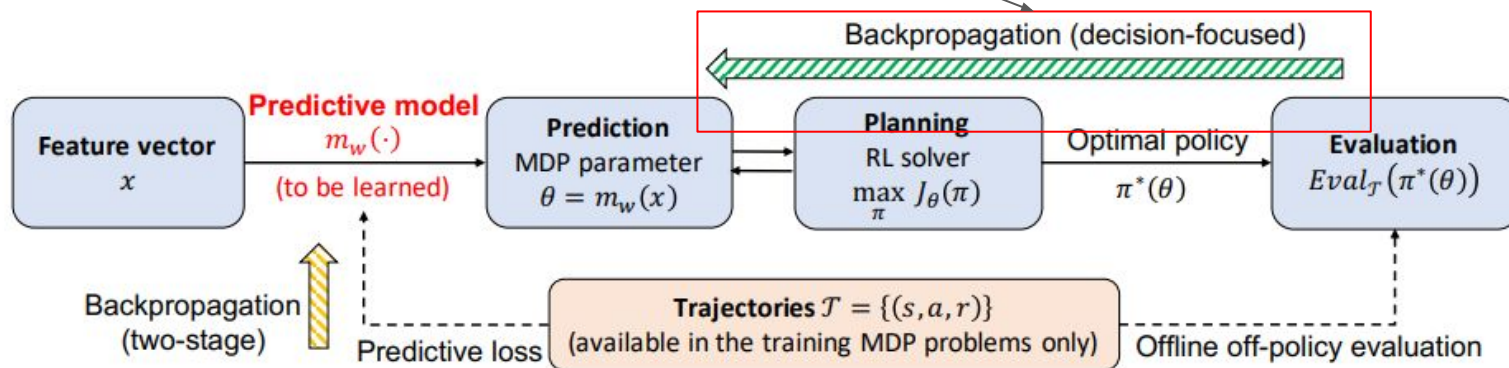 Backpropagation (decision-focused)
Feature vector
x
Predictive model
m_w(·)
(to be learned)
Prediction
MDP parameter
θ = m_w(x)
Planning
RL solver
max J_θ(π)
π
Optimal policy
π*(θ)
Evaluation
Eval_𝒯(π*(θ))
Backpropagation
(two-stage)
Predictive loss
Trajectories 𝒯 = {(s, a, r)}
(available in the training MDP problems only)
Offline off-policy evaluation